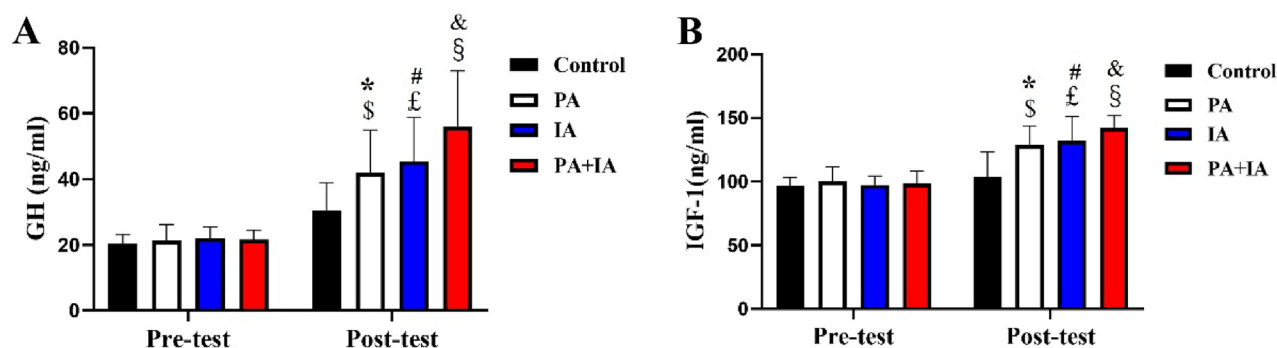 A
GH (ng/ml)
80
60
40
20
0
*
$
#
£
&
§
Pre-test
Post-test
Control
PA
IA
PA+IA
B
IGF-1(ng/ml)
200
150
100
50
0
*
$
#
£
&
§
Pre-test
Post-test
Control
PA
IA
PA+IA